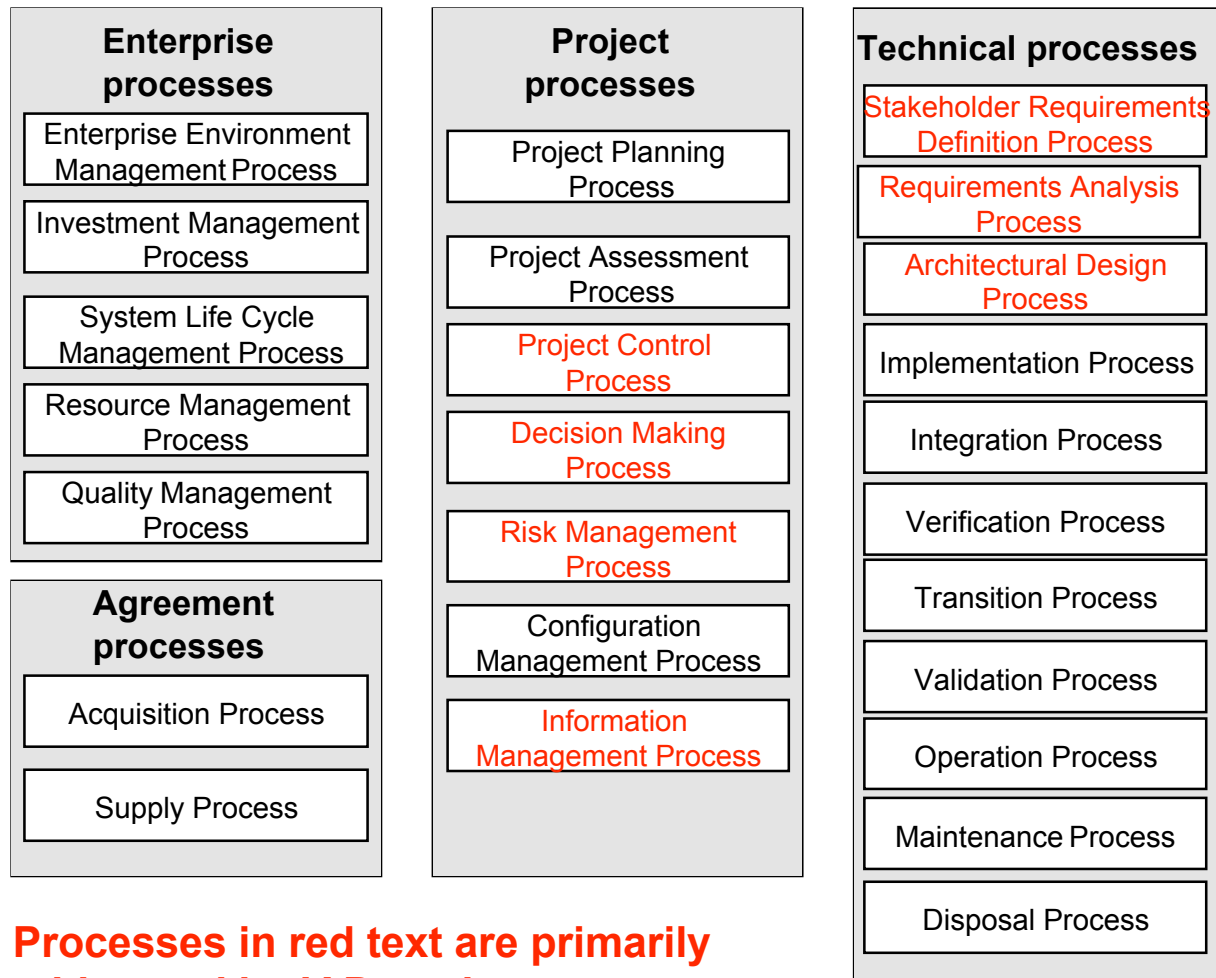 Enterprise
processes
Enterprise Environment
Management Process
Investment Management
Process
System Life Cycle
Management Process
Resource Management
Process
Quality Management
Process
Agreement
processes
Acquisition Process
Supply Process
Project
processes
Project Planning
Process
Project Assessment
Process
Project Control
Process
Decision Making
Process
Risk Management
Process
Configuration
Management Process
Information
Management Process
Technical processes
Stakeholder Requirements
Definition Process
Requirements Analysis
Process
Architectural Design
Process
Implementation Process
Integration Process
Verification Process
Transition Process
Validation Process
Operation Process
Maintenance Process
Disposal Process
Processes in red text are primarily